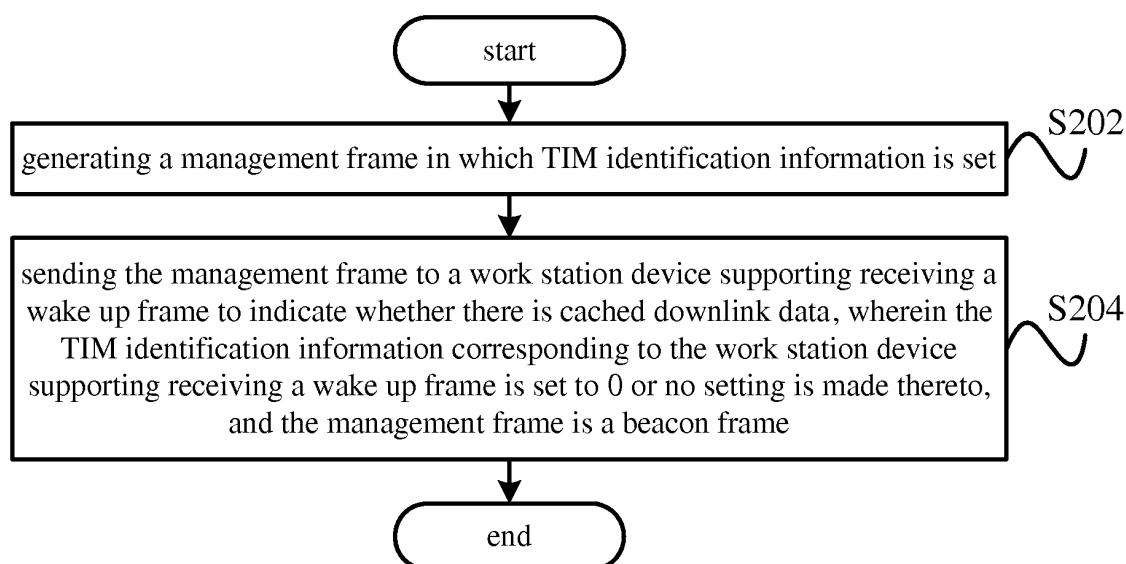 start
S202
generating a management frame in which TIM identification information is set
sending the management frame to a work station device supporting receiving a
wake up frame to indicate whether there is cached downlink data, wherein the
S204
TIM identification information corresponding to the work station device
supporting receiving a wake up frame is set to 0 or no setting is made thereto,
and the management frame is a beacon frame
end